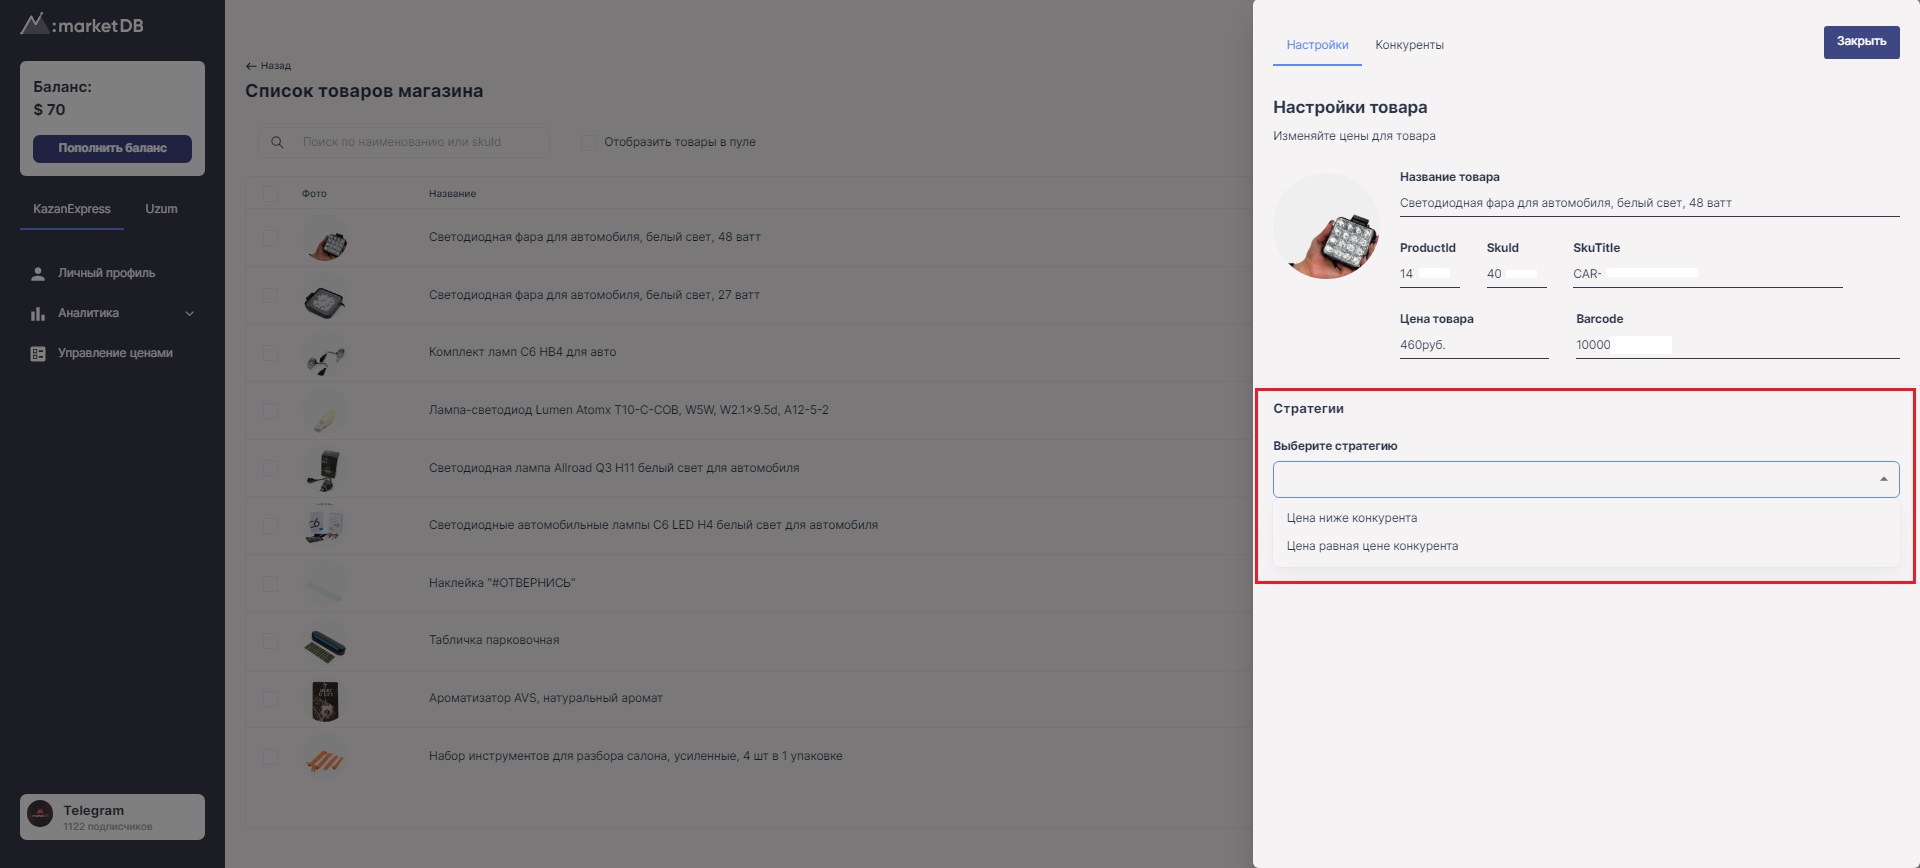 :marketDB
Баланс:
$ 70
Пополнить баланс
KazanExpress Uzum
Личный профиль
Аналитика
Управление ценами
Telegram
1122 подписчиков
Назад
Список товаров магазина
Поиск по наименованию или skuId
Отобразить товары в пуле
Фото Название
Светодиодная фара для автомобиля, белый свет, 48 ватт
Светодиодная фара для автомобиля, белый свет, 27 ватт
Комплект ламп C6 HB4 для авто
Лампа-светодиод Lumen Atomx T10-C-COB, W5W, W2.1×9.5d, A12-5-2
Светодиодная лампа Allroad Q3 H11 белый свет для автомобиля
Светодиодные автомобильные лампы C6 LED H4 белый свет для автомобиля
Наклейка "#ОТВЕРНИСЬ"
Табличка парковочная
Ароматизатор AVS, натуральный аромат
Набор инструментов для разбора салона, усиленные, 4 шт в 1 упаковке
Настройки Конкуренты
Закрыть
Настройки товара
Изменяйте цены для товара
Название товара
Светодиодная фара для автомобиля, белый свет, 48 ватт
ProductId SkuId SkuTitle
14 40 CAR-
Цена товара Barcode
460руб. 10000
Стратегии
Выберите стратегию
Цена ниже конкурента
Цена равная цене конкурента